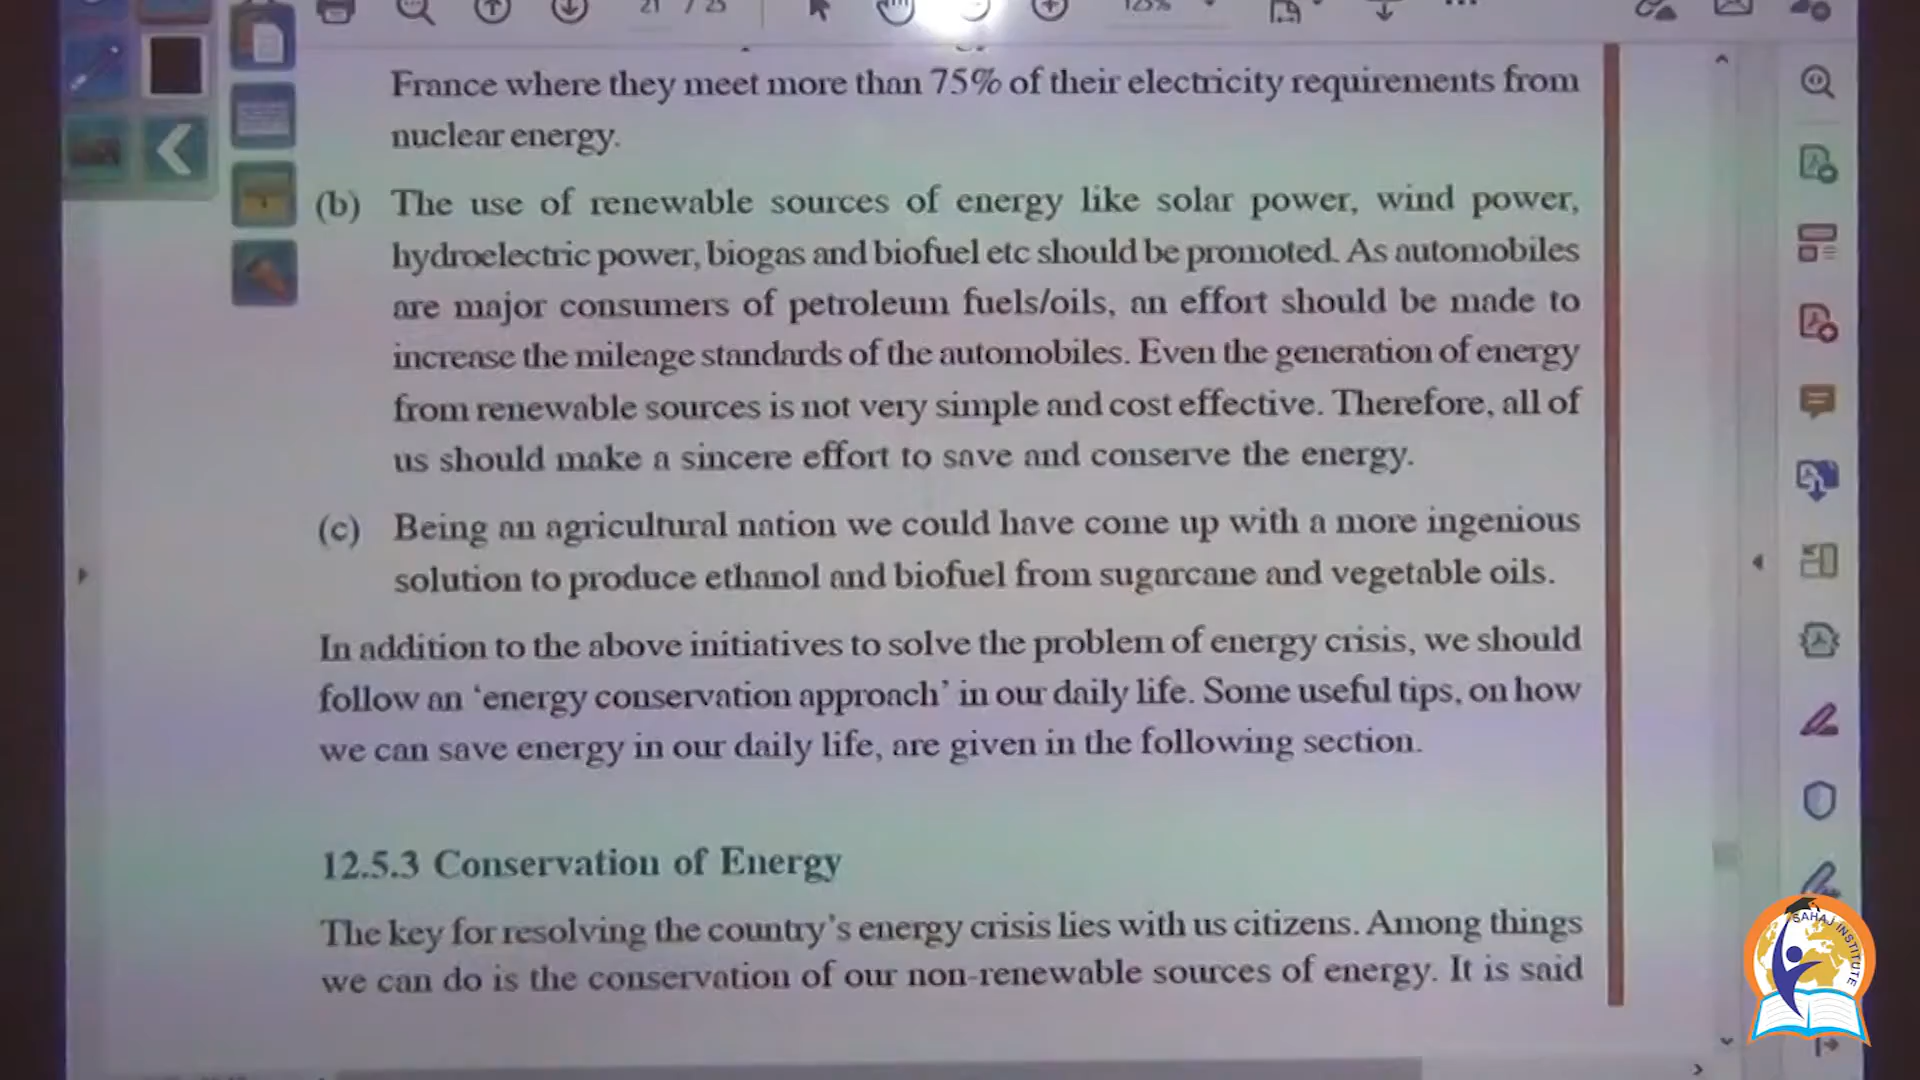 21 / 25
125%
France where they meet more than 75% of their electricity requirements from
nuclear energy.
(b) The use of renewable sources of energy like solar power, wind power,
hydroelectric power, biogas and biofuel etc should be promoted. As automobiles
are major consumers of petroleum fuels/oils, an effort should be made to
increase the mileage standards of the automobiles. Even the generation of energy
from renewable sources is not very simple and cost effective. Therefore, all of
us should make a sincere effort to save and conserve the energy.
(c) Being an agricultural nation we could have come up with a more ingenious
solution to produce ethanol and biofuel from sugarcane and vegetable oils.
In addition to the above initiatives to solve the problem of energy crisis, we should
follow an ‘energy conservation approach’ in our daily life. Some useful tips, on how
we can save energy in our daily life, are given in the following section.
12.5.3 Conservation of Energy
The key for resolving the country's energy crisis lies with us citizens. Among things
we can do is the conservation of our non-renewable sources of energy. It is said
SAHAJ INSTITUTE